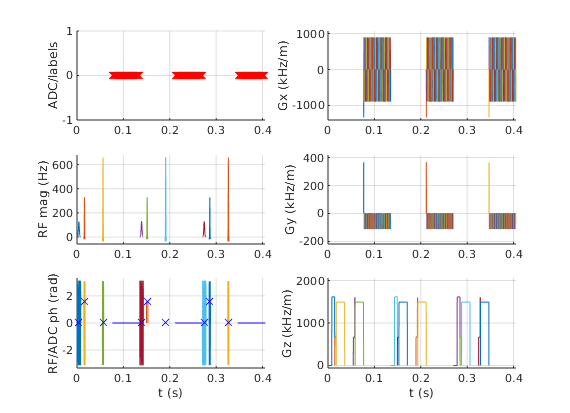 ADC/labels
1
0
-1
0 0.1 0.2 0.3 0.4
Gx (kHz/m)
1000
0
-1000
0 0.1 0.2 0.3 0.4
RF mag (Hz)
600
400
200
0
0 0.1 0.2 0.3 0.4
Gy (kHz/m)
400
200
0
-200
0 0.1 0.2 0.3 0.4
RF/ADC ph (rad)
2
0
-2
0 0.1 0.2 0.3 0.4
t (s)
Gz (kHz/m)
2000
1000
0
0 0.1 0.2 0.3 0.4
t (s)